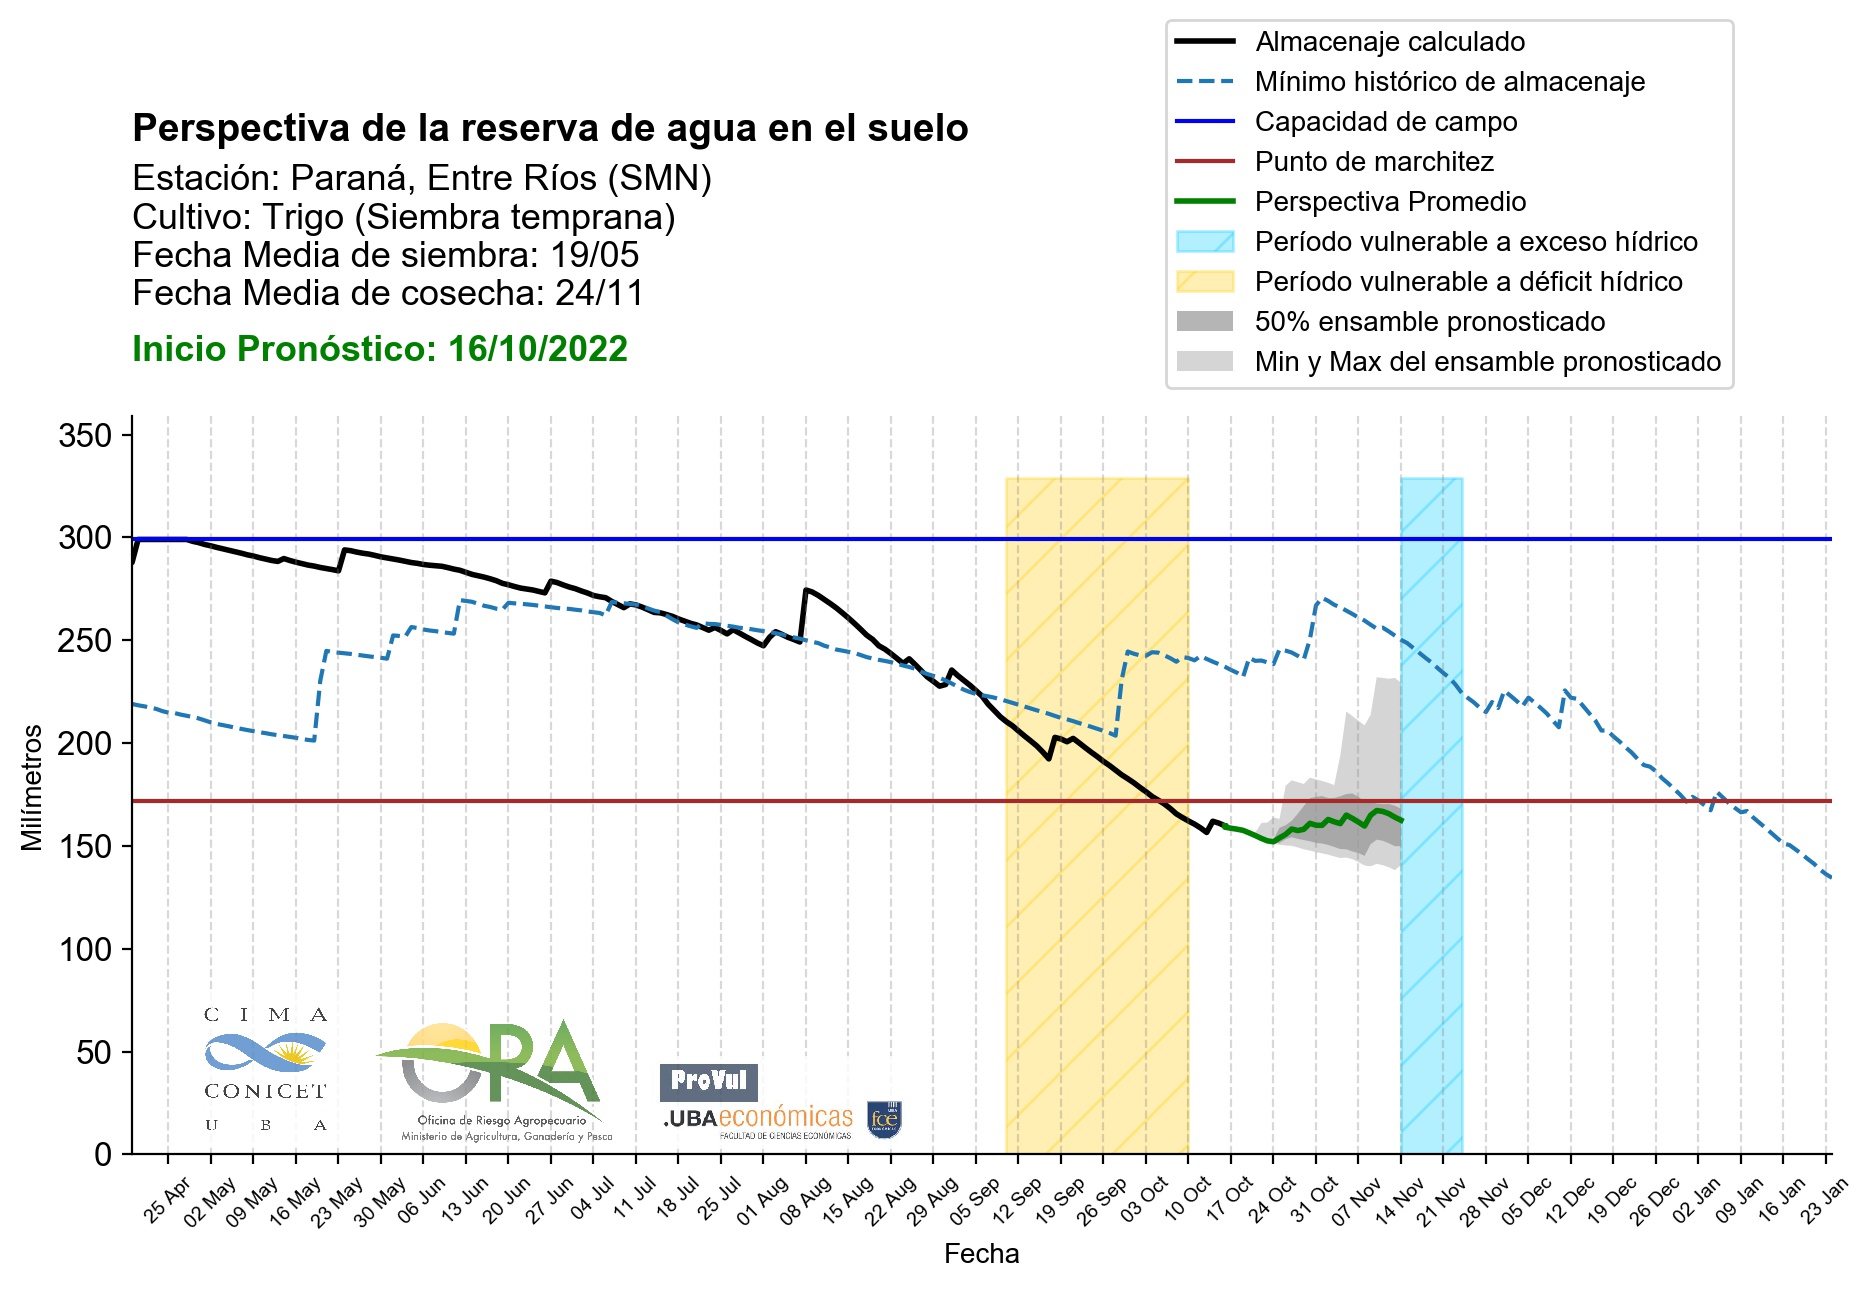 Almacenaje calculado
Mínimo histórico de almacenaje
Capacidad de campo
Punto de marchitez
Perspectiva Promedio
Período vulnerable a exceso hídrico
Período vulnerable a déficit hídrico
50% ensamble pronosticado
Min y Max del ensamble pronosticado
Perspectiva de la reserva de agua en el suelo
Estación: Paraná, Entre Ríos (SMN)
Cultivo: Trigo (Siembra temprana)
Fecha Media de siembra: 19/05
Fecha Media de cosecha: 24/11
Inicio Pronóstico: 16/10/2022
Milímetros
350
300
250
200
150
100
50
0
CIMA
CONICET
UBA
ORA
Oficina de Riesgo Agropecuario
Ministerio de Agricultura, Ganadería y Pesca
ProVul
.UBAeconómicas
FACULTAD DE CIENCIAS ECONÓMICAS
UBA
fce
ECONÓMICAS
25 Apr
02 May
09 May
16 May
23 May
30 May
06 Jun
13 Jun
20 Jun
27 Jun
04 Jul
11 Jul
18 Jul
25 Jul
01 Aug
08 Aug
15 Aug
22 Aug
29 Aug
05 Sep
12 Sep
19 Sep
26 Sep
03 Oct
10 Oct
17 Oct
24 Oct
31 Oct
07 Nov
14 Nov
21 Nov
28 Nov
05 Dec
12 Dec
19 Dec
26 Dec
02 Jan
09 Jan
16 Jan
23 Jan
Fecha